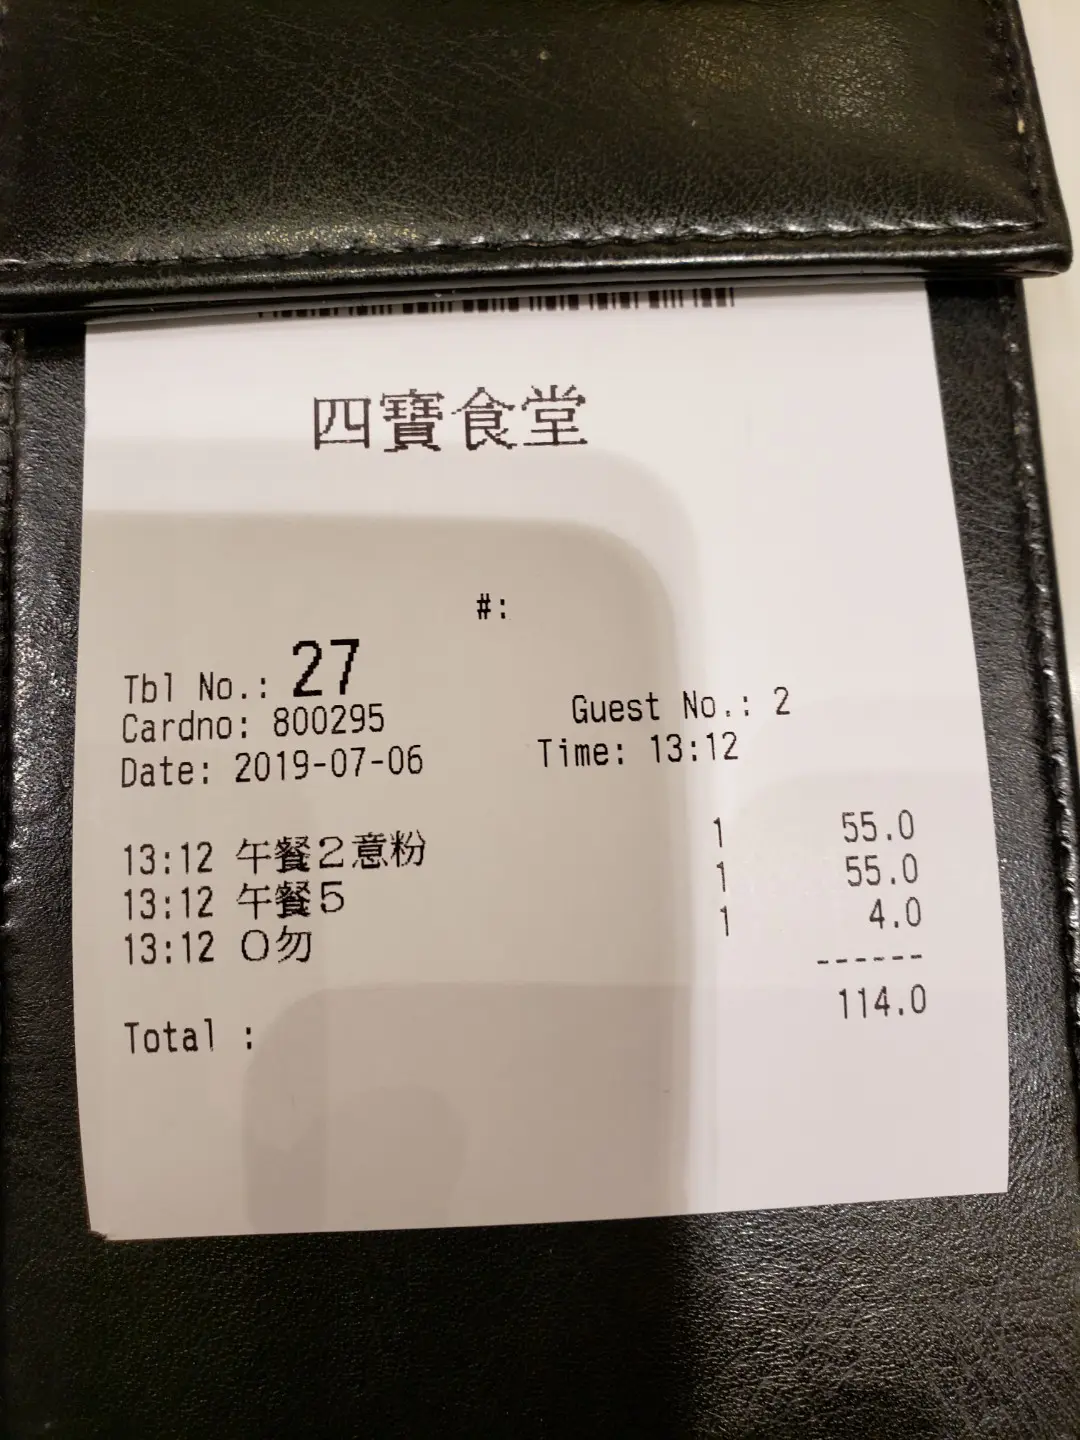 四寶食堂
#:
Tbl No.: 27
Cardno: 800295 Guest No.: 2
Date: 2019-07-06 Time: 13:12
13:12 午餐２意粉 1 55.0
13:12 午餐５ 1 55.0
13:12 Ｏ勿 1 4.0
------
Total : 114.0